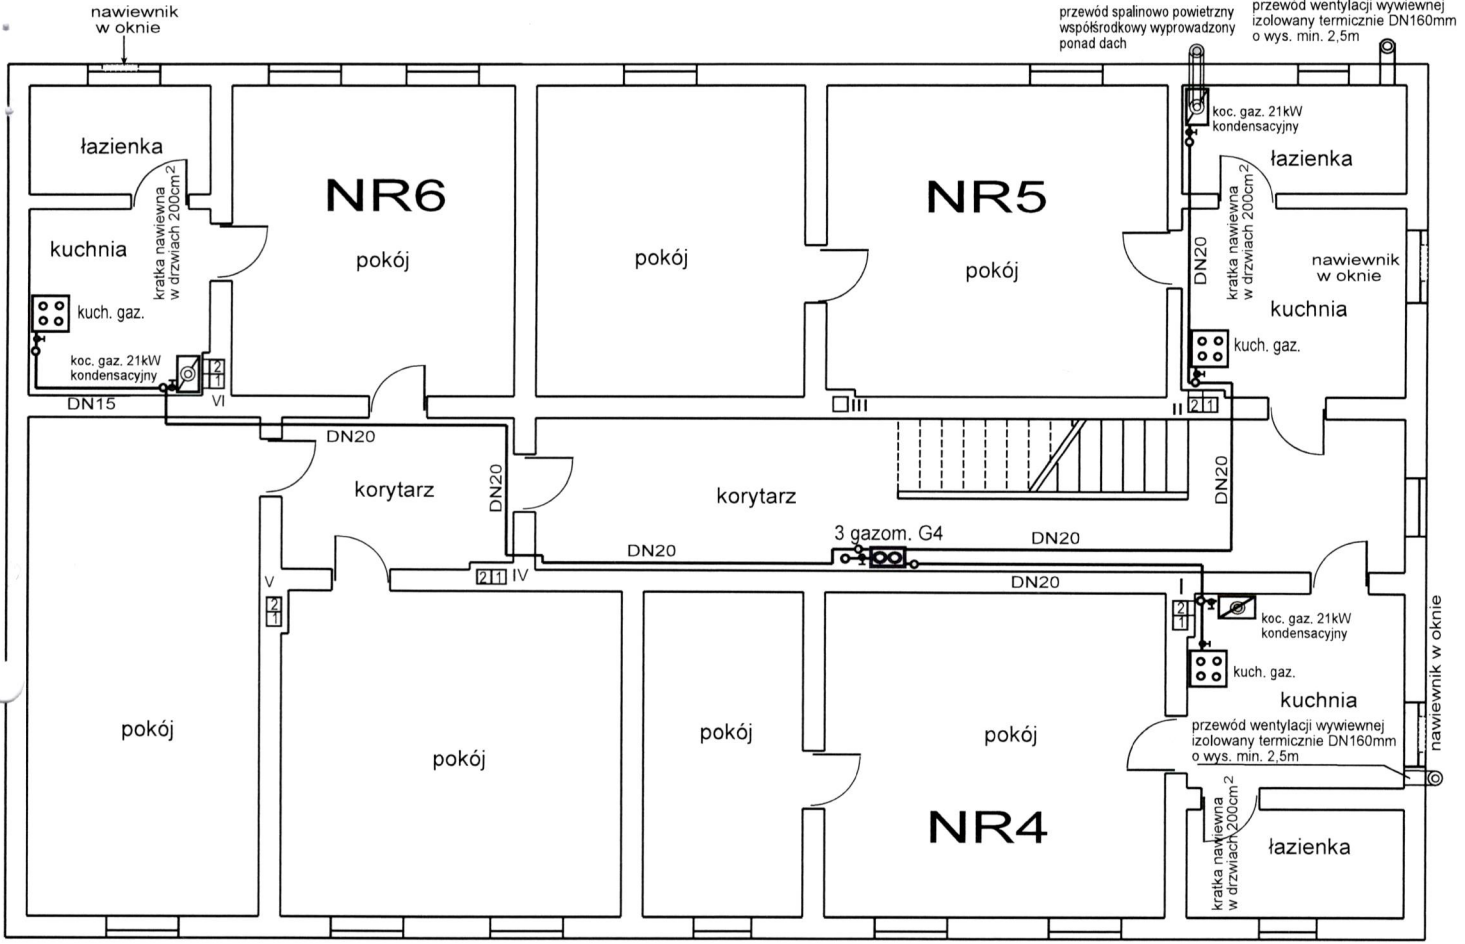 nawiewnik
w oknie
przewód spalinowo powietrzny
współśrodkowy wyprowadzony
ponad dach
przewód wentylacji wywiewnej
izolowany termicznie DN160mm
o wys. min. 2,5m
łazienka
kratka nawiewna
w drzwiach 200cm2
kuchnia
kuch. gaz.
koc. gaz. 21kW
kondensacyjny
2
1
VI
DN15
NR6
pokój
pokój
NR5
pokój
III
koc. gaz. 21kW
kondensacyjny
łazienka
kratka nawiewna
w drzwiach 200cm2
DN20
nawiewnik
w oknie
kuchnia
kuch. gaz.
II
2 1
DN20
DN20
korytarz
korytarz
DN20
3 gazom. G4
DN20
DN20
DN20
V
2
1
2 1
IV
I
2
1
koc. gaz. 21kW
kondensacyjny
kuch. gaz.
kuchnia
nawiewnik w oknie
przewód wentylacji wywiewnej
izolowany termicznie DN160mm
o wys. min. 2,5m
pokój
pokój
pokój
pokój
NR4
kratka nawiewna
w drzwiach 200cm2
łazienka